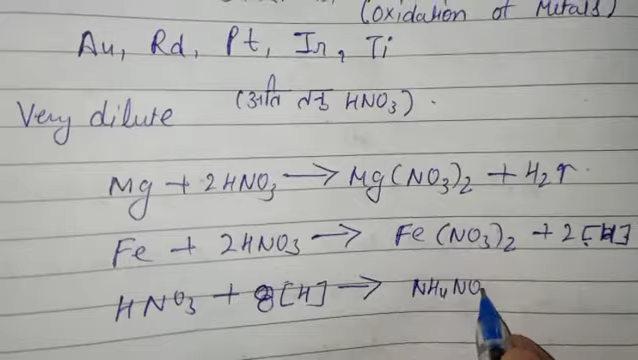 (Oxidation of Metals)
Au, Rd, Pt, In, Ti
Very dilute (अति तनु HNO₃).
Mg + 2HNO₃ → Mg(NO₃)₂ + H₂↑.
Fe + 2HNO₃ → Fe(NO₃)₂ + 2[H]
HNO₃ + 8[H] → NH₄NO